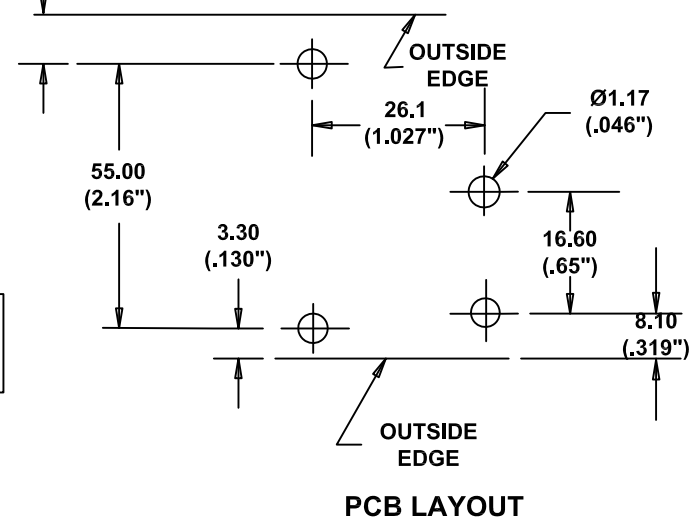 OUTSIDE
EDGE
26.1
(1.027")
Ø1.17
(.046")
55.00
(2.16")
3.30
(.130")
16.60
(.65")
8.10
(.319")
OUTSIDE
EDGE
PCB LAYOUT